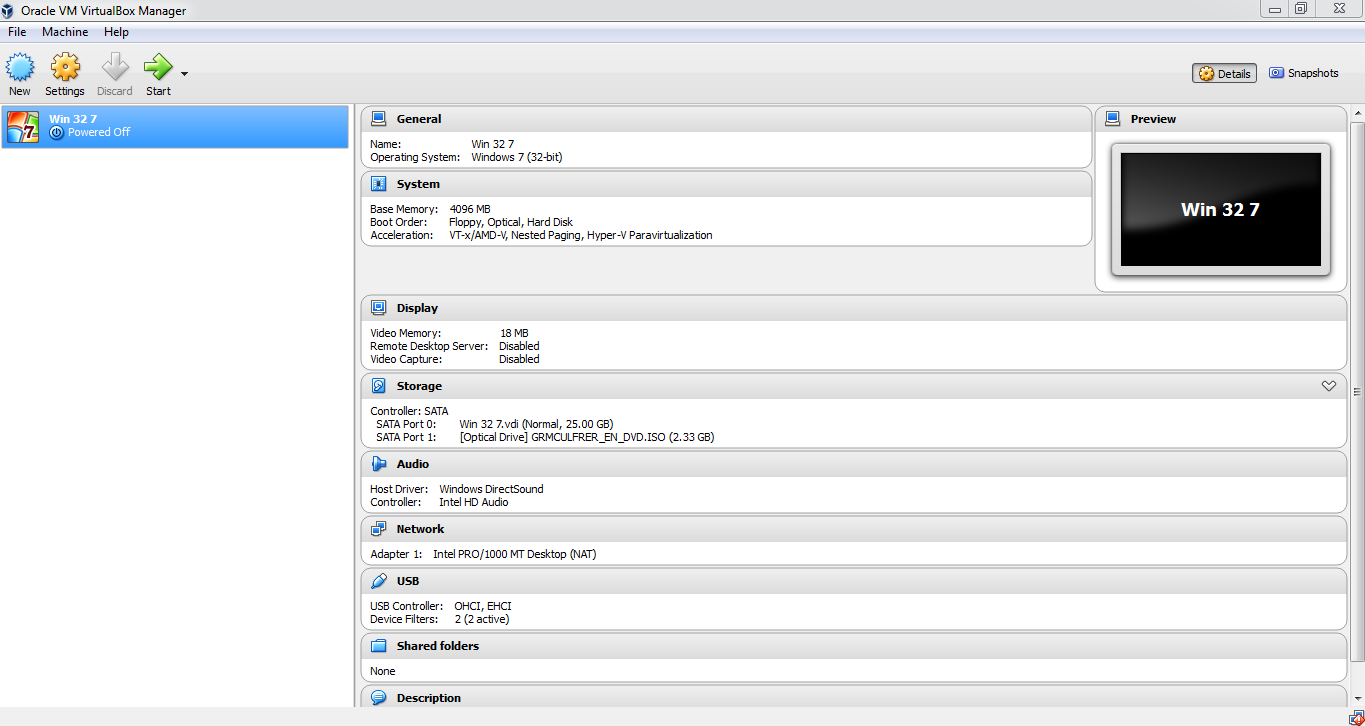 Oracle VM VirtualBox Manager
File Machine Help
New Settings Discard Start
Details Snapshots
Win 32 7
Powered Off
General
Name: Win 32 7
Operating System: Windows 7 (32-bit)
System
Base Memory: 4096 MB
Boot Order: Floppy, Optical, Hard Disk
Acceleration: VT-x/AMD-V, Nested Paging, Hyper-V Paravirtualization
Preview
Win 32 7
Display
Video Memory: 18 MB
Remote Desktop Server: Disabled
Video Capture: Disabled
Storage
Controller: SATA
SATA Port 0: Win 32 7.vdi (Normal, 25.00 GB)
SATA Port 1: [Optical Drive] GRMCULFRER_EN_DVD.ISO (2.33 GB)
Audio
Host Driver: Windows DirectSound
Controller: Intel HD Audio
Network
Adapter 1: Intel PRO/1000 MT Desktop (NAT)
USB
USB Controller: OHCI, EHCI
Device Filters: 2 (2 active)
Shared folders
None
Description